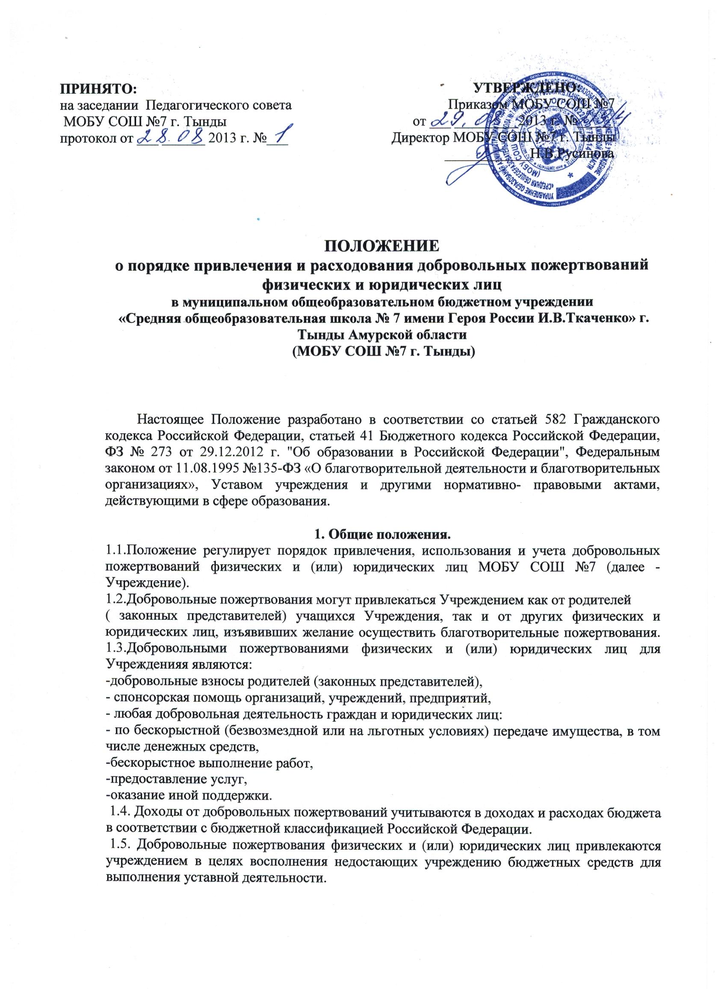 ПРИНЯТО:
на заседании Педагогического совета
МОБУ СОШ №7 г. Тынды
протокол от 28.08 2013 г. № 1
УТВЕРЖДЕНО:
Приказом МОБУ СОШ №7
от 29.08 2013 г. №
Директор МОБУ СОШ №7 г. Тынды
Н.В.Русинова
ПОЛОЖЕНИЕ
о порядке привлечения и расходования добровольных пожертвований
физических и юридических лиц
в муниципальном общеобразовательном бюджетном учреждении
«Средняя общеобразовательная школа № 7 имени Героя России И.В.Ткаченко» г.
Тынды Амурской области
(МОБУ СОШ №7 г. Тынды)
Настоящее Положение разработано в соответствии со статьей 582 Гражданского
кодекса Российской Федерации, статьей 41 Бюджетного кодекса Российской Федерации,
ФЗ № 273 от 29.12.2012 г. "Об образовании в Российской Федерации", Федеральным
законом от 11.08.1995 №135-ФЗ «О благотворительной деятельности и благотворительных
организациях», Уставом учреждения и другими нормативно- правовыми актами,
действующими в сфере образования.
1. Общие положения.
1.1.Положение регулирует порядок привлечения, использования и учета добровольных
пожертвований физических и (или) юридических лиц МОБУ СОШ №7 (далее -
Учреждение).
1.2.Добровольные пожертвования могут привлекаться Учреждением как от родителей
( законных представителей) учащихся Учреждения, так и от других физических и
юридических лиц, изъявивших желание осуществить благотворительные пожертвования.
1.3.Добровольными пожертвованиями физических и (или) юридических лиц для
Учрежденияя являются:
-добровольные взносы родителей (законных представителей),
- спонсорская помощь организаций, учреждений, предприятий,
- любая добровольная деятельность граждан и юридических лиц:
- по бескорыстной (безвозмездной или на льготных условиях) передаче имущества, в том
числе денежных средств,
-бескорыстное выполнение работ,
-предоставление услуг,
-оказание иной поддержки.
1.4. Доходы от добровольных пожертвований учитываются в доходах и расходах бюджета
в соответствии с бюджетной классификацией Российской Федерации.
1.5. Добровольные пожертвования физических и (или) юридических лиц привлекаются
учреждением в целях восполнения недостающих учреждению бюджетных средств для
выполнения уставной деятельности.